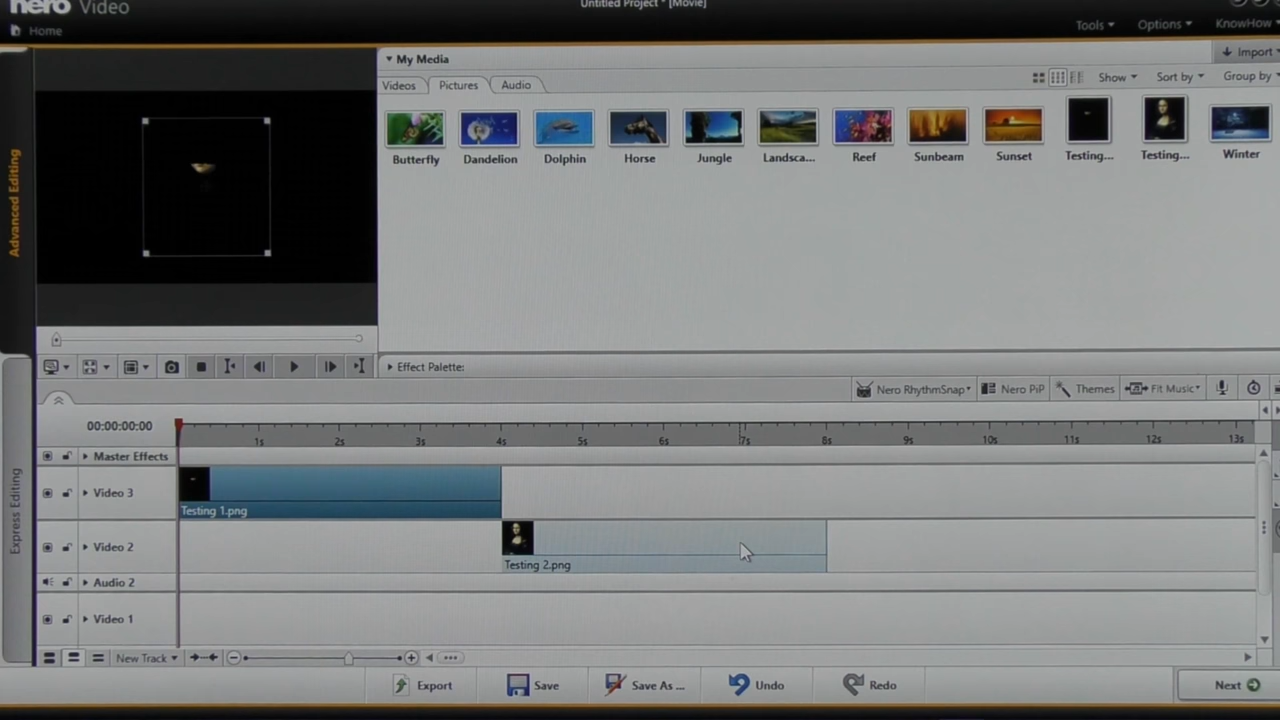 nero Video
Untitled Project * [Movie]
Home
Tools
Options
KnowHow
Advanced Editing
Express Editing
My Media
Import
Videos
Pictures
Audio
Show
Sort by
Group by
Butterfly
Dandelion
Dolphin
Horse
Jungle
Landsca...
Reef
Sunbeam
Sunset
Testing...
Testing...
Winter
Effect Palette:
Nero RhythmSnap
Nero PiP
Themes
Fit Music
00:00:00:00
1s 2s 3s 4s 5s 6s 7s 8s 9s 10s 11s 12s 13s
Master Effects
Video 3
Testing 1.png
Video 2
Testing 2.png
Audio 2
Video 1
New Track
Export
Save
Save As ...
Undo
Redo
Next